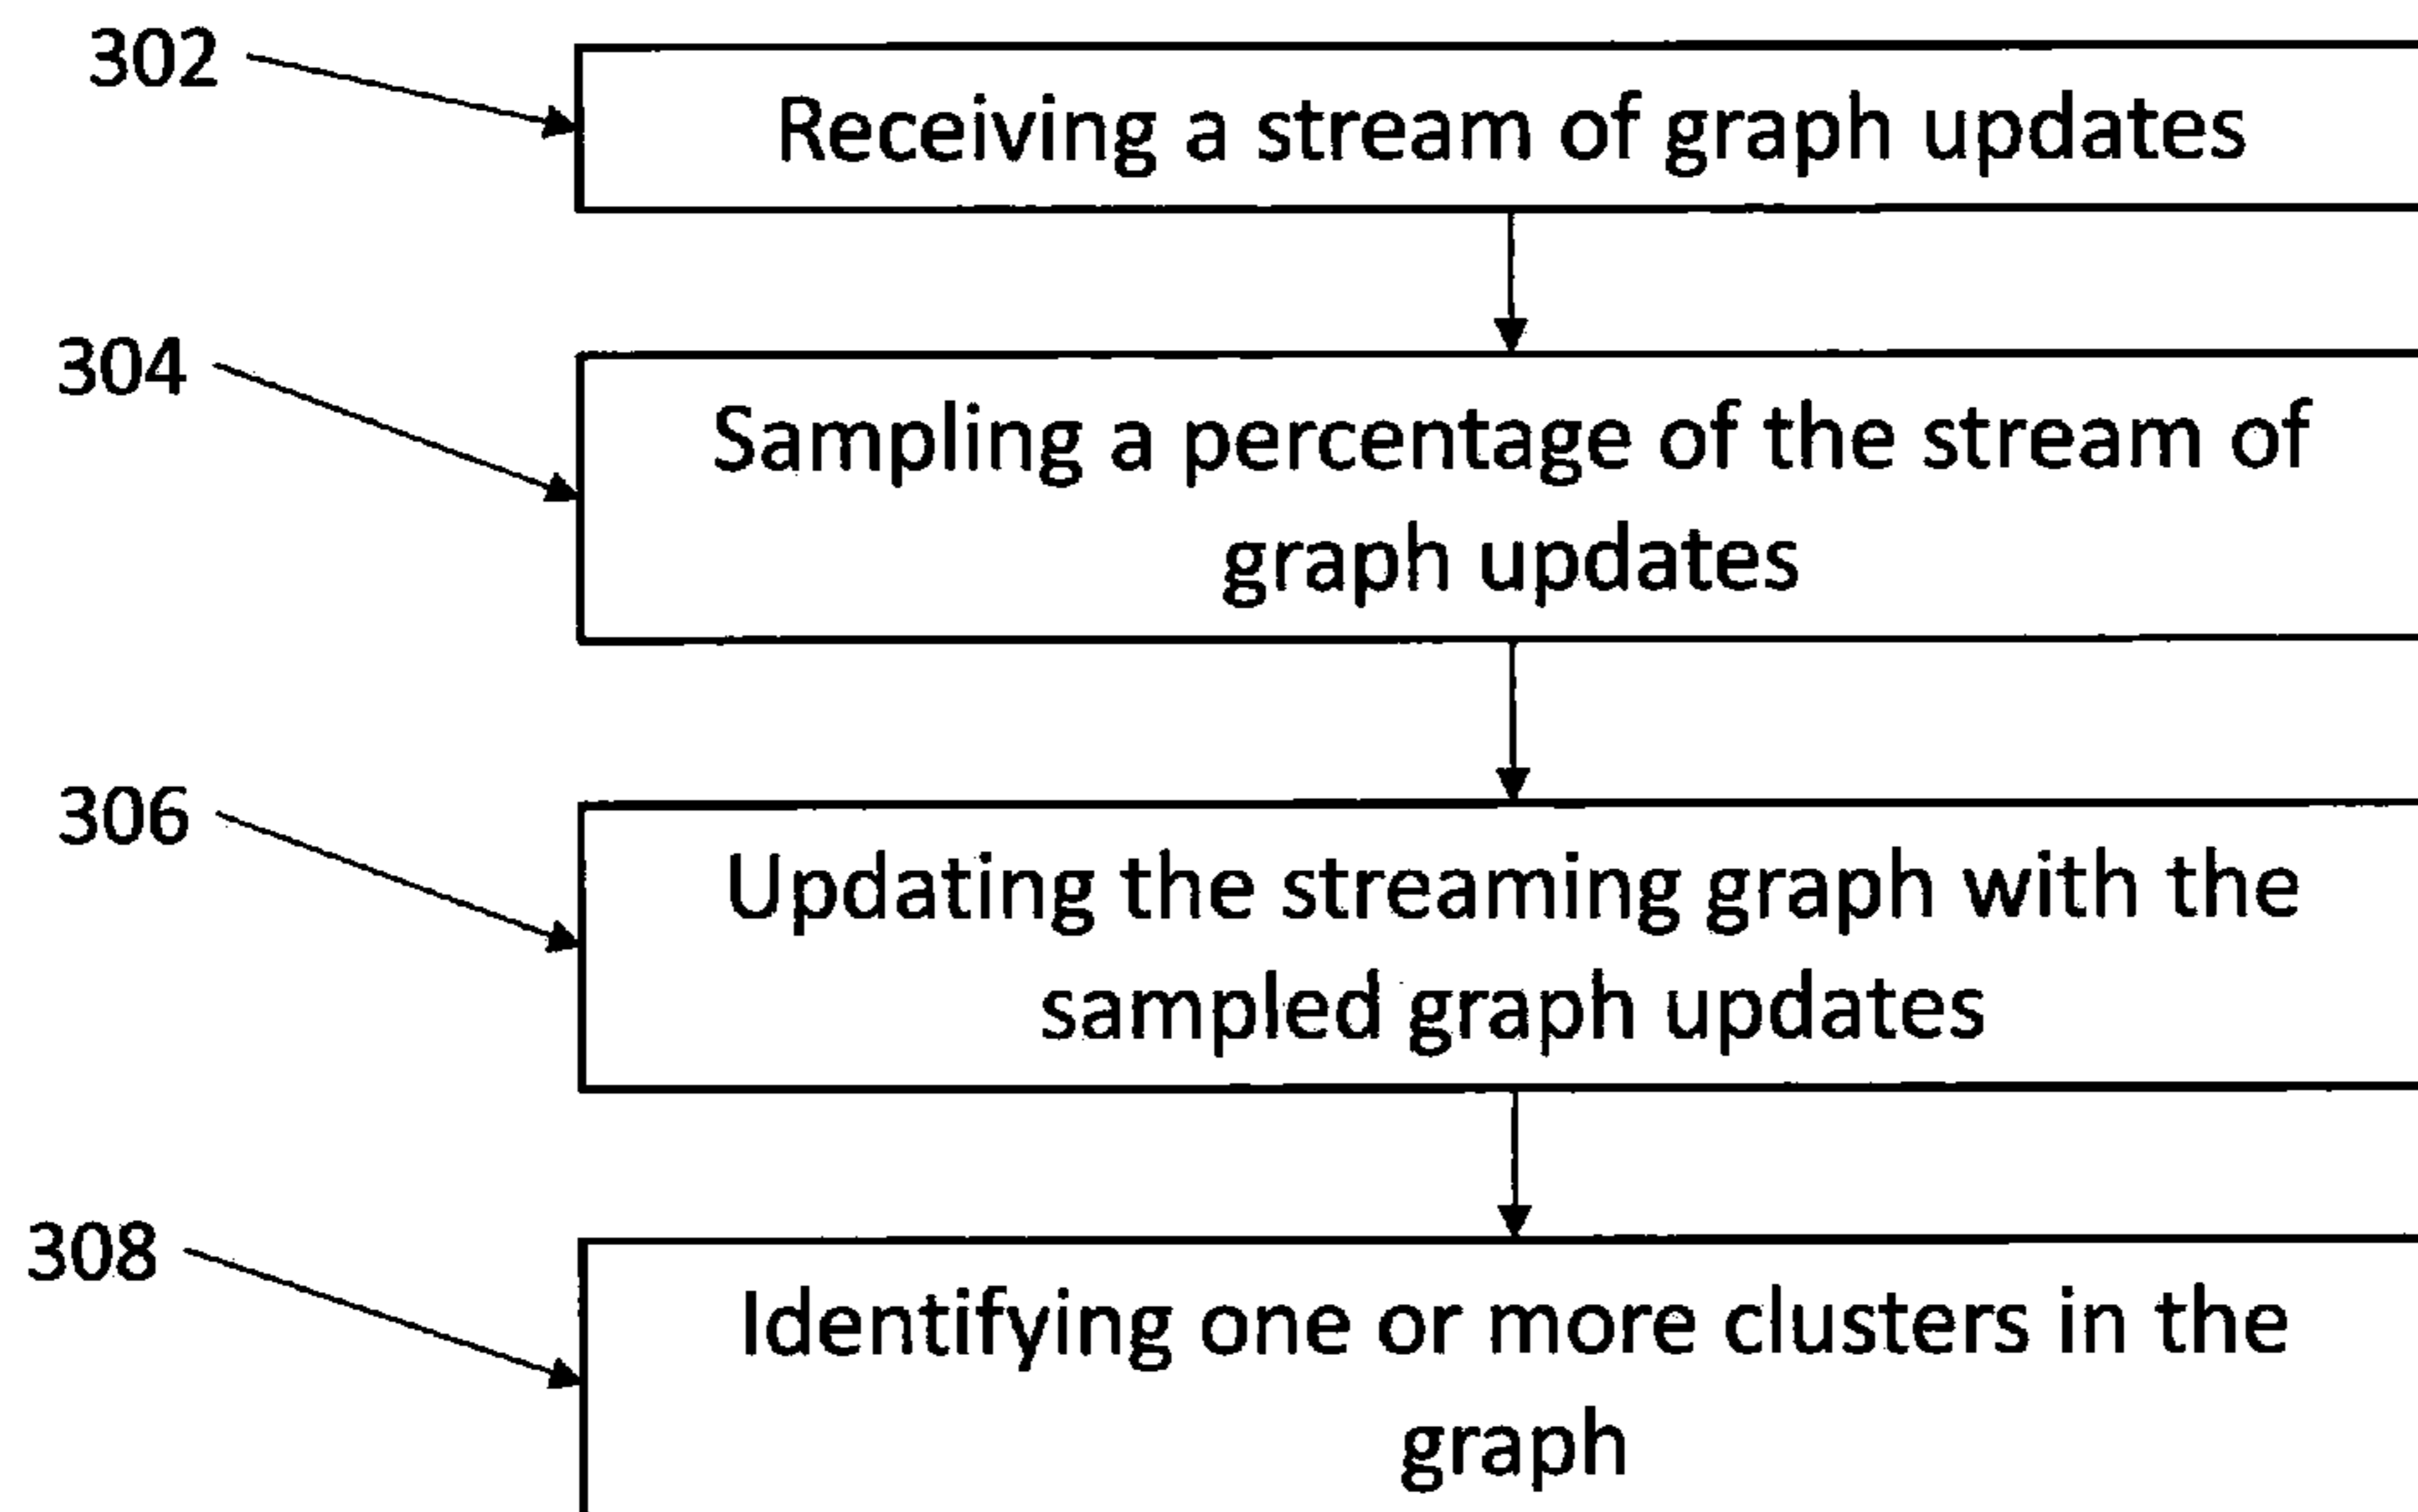 302
Receiving a stream of graph updates
304
Sampling a percentage of the stream of
graph updates
306
Updating the streaming graph with the
sampled graph updates
308
Identifying one or more clusters in the
graph